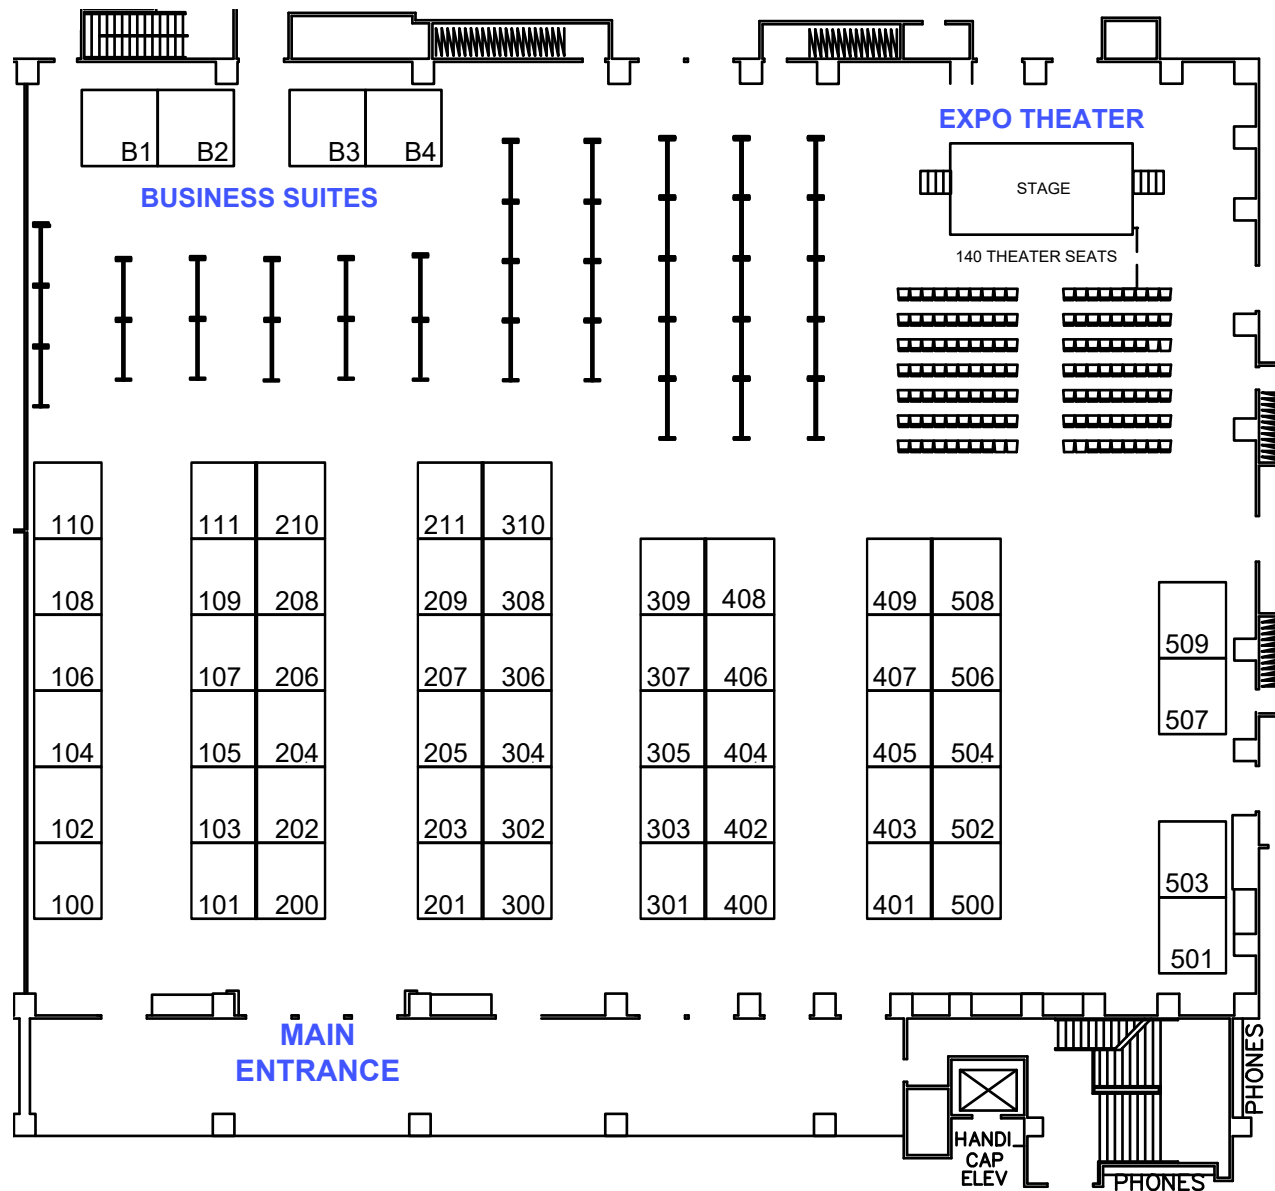 EXPO THEATER
B1 B2 B3 B4
BUSINESS SUITES
STAGE
140 THEATER SEATS
110 111 210 211 310
108 109 208 209 308 309 408 409 508
106 107 206 207 306 307 406 407 506 509
104 105 204 205 304 305 404 405 504 507
102 103 202 203 302 303 402 403 502
100 101 200 201 300 301 400 401 500 503
501
MAIN
ENTRANCE
PHONES
HANDI
CAP
ELEV
PHONES